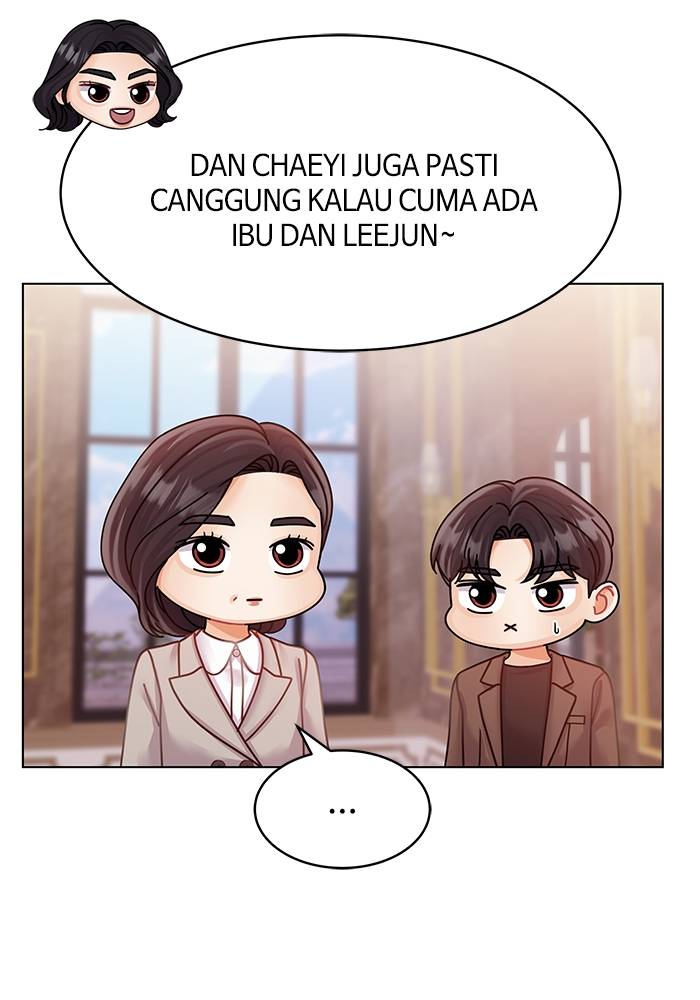 DAN CHAEYI JUGA PASTI
CANGGUNG KALAU CUMA ADA
IBU DAN LEEJUN~
...